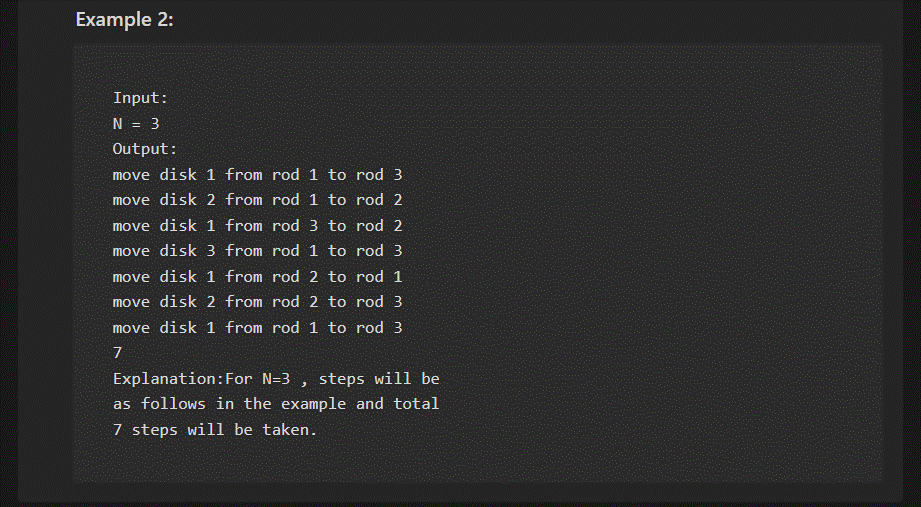 Example 2:
Input:
N = 3
Output:
move disk 1 from rod 1 to rod 3
move disk 2 from rod 1 to rod 2
move disk 1 from rod 3 to rod 2
move disk 3 from rod 1 to rod 3
move disk 1 from rod 2 to rod 1
move disk 2 from rod 2 to rod 3
move disk 1 from rod 1 to rod 3
7
Explanation:For N=3 , steps will be
as follows in the example and total
7 steps will be taken.